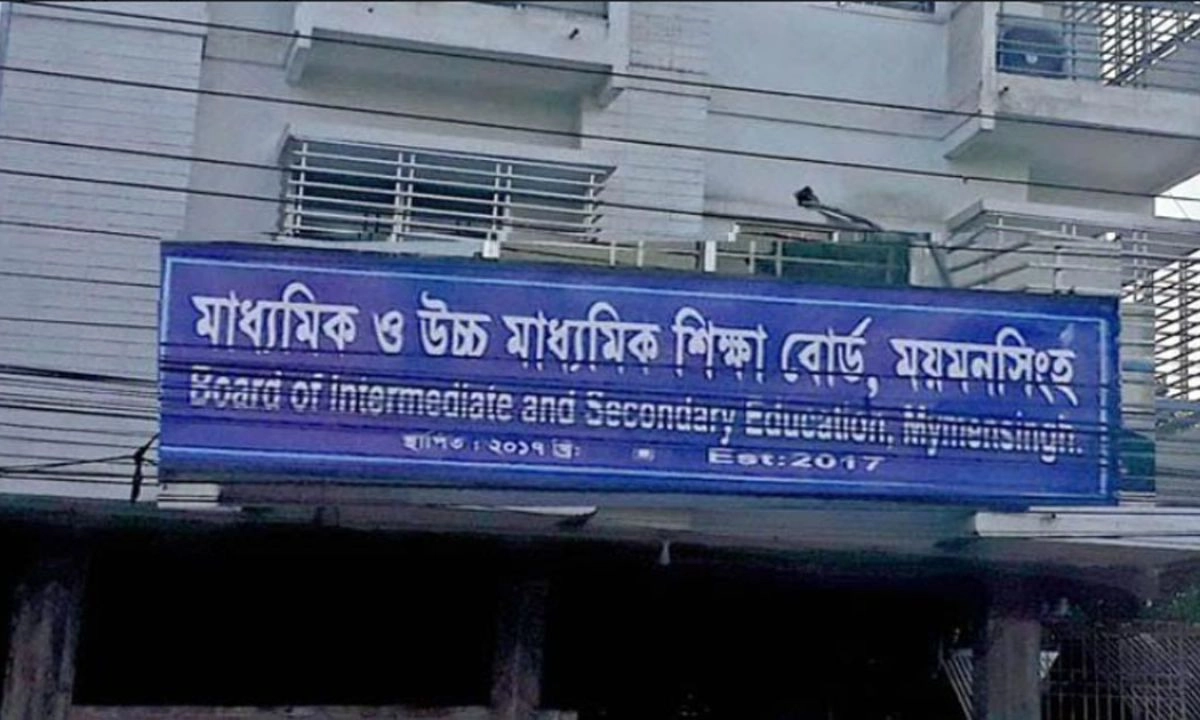 মাধ্যমিক ও উচ্চ মাধ্যমিক শিক্ষা বোর্ড, ময়মনসিংহ
Board of Intermediate and Secondary Education, Mymensingh.
স্থাপিত : ২০১৭ খ্রি: Est:2017